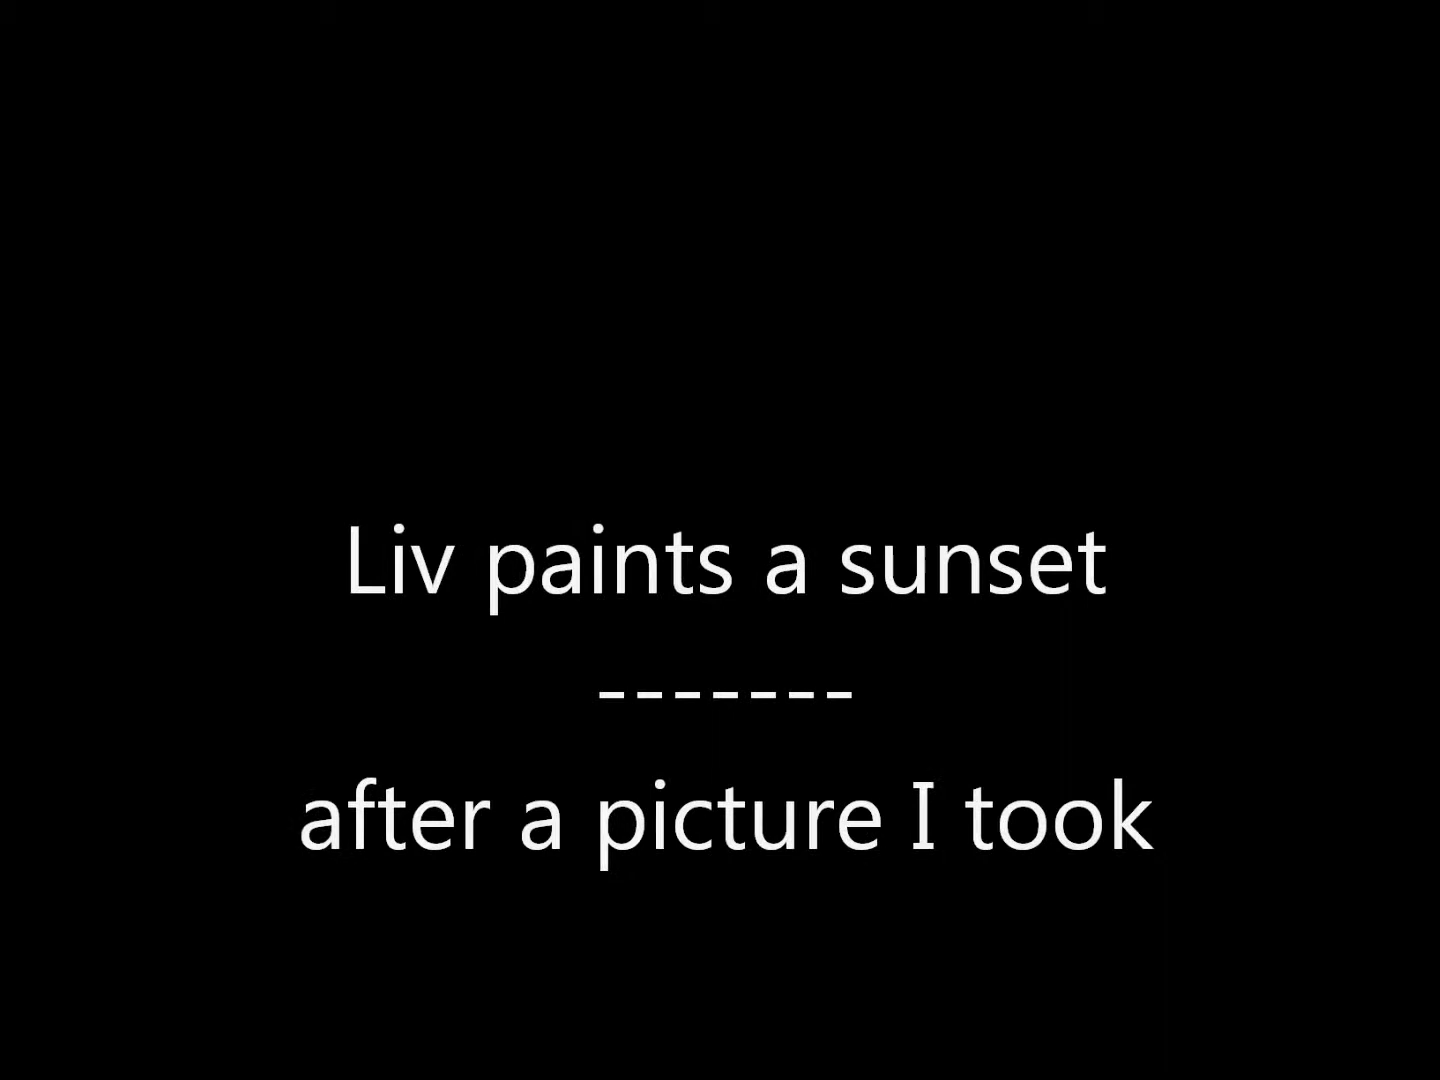 Liv paints a sunset
-------
after a picture I took